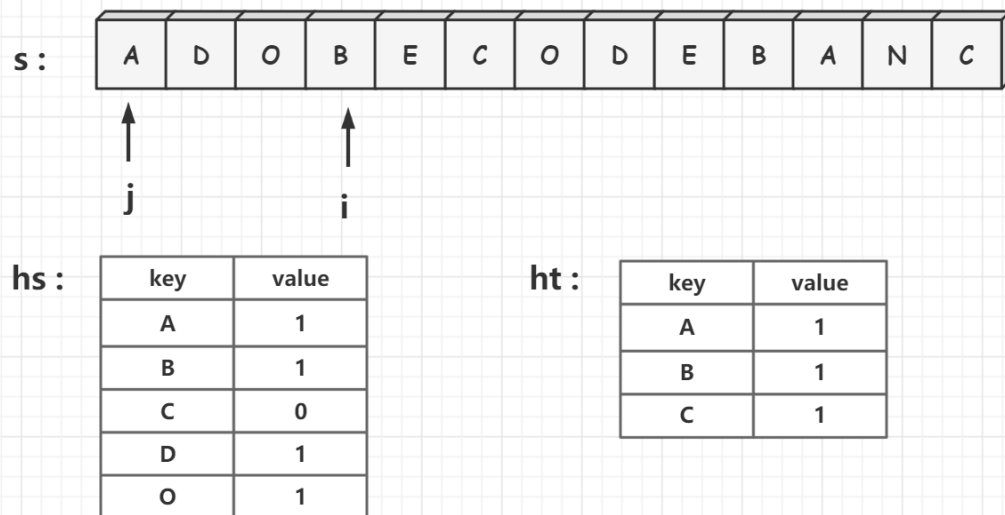 s : A D O B E C O D E B A N C
j i
hs : key value
A 1
B 1
C 0
D 1
O 1
ht : key value
A 1
B 1
C 1